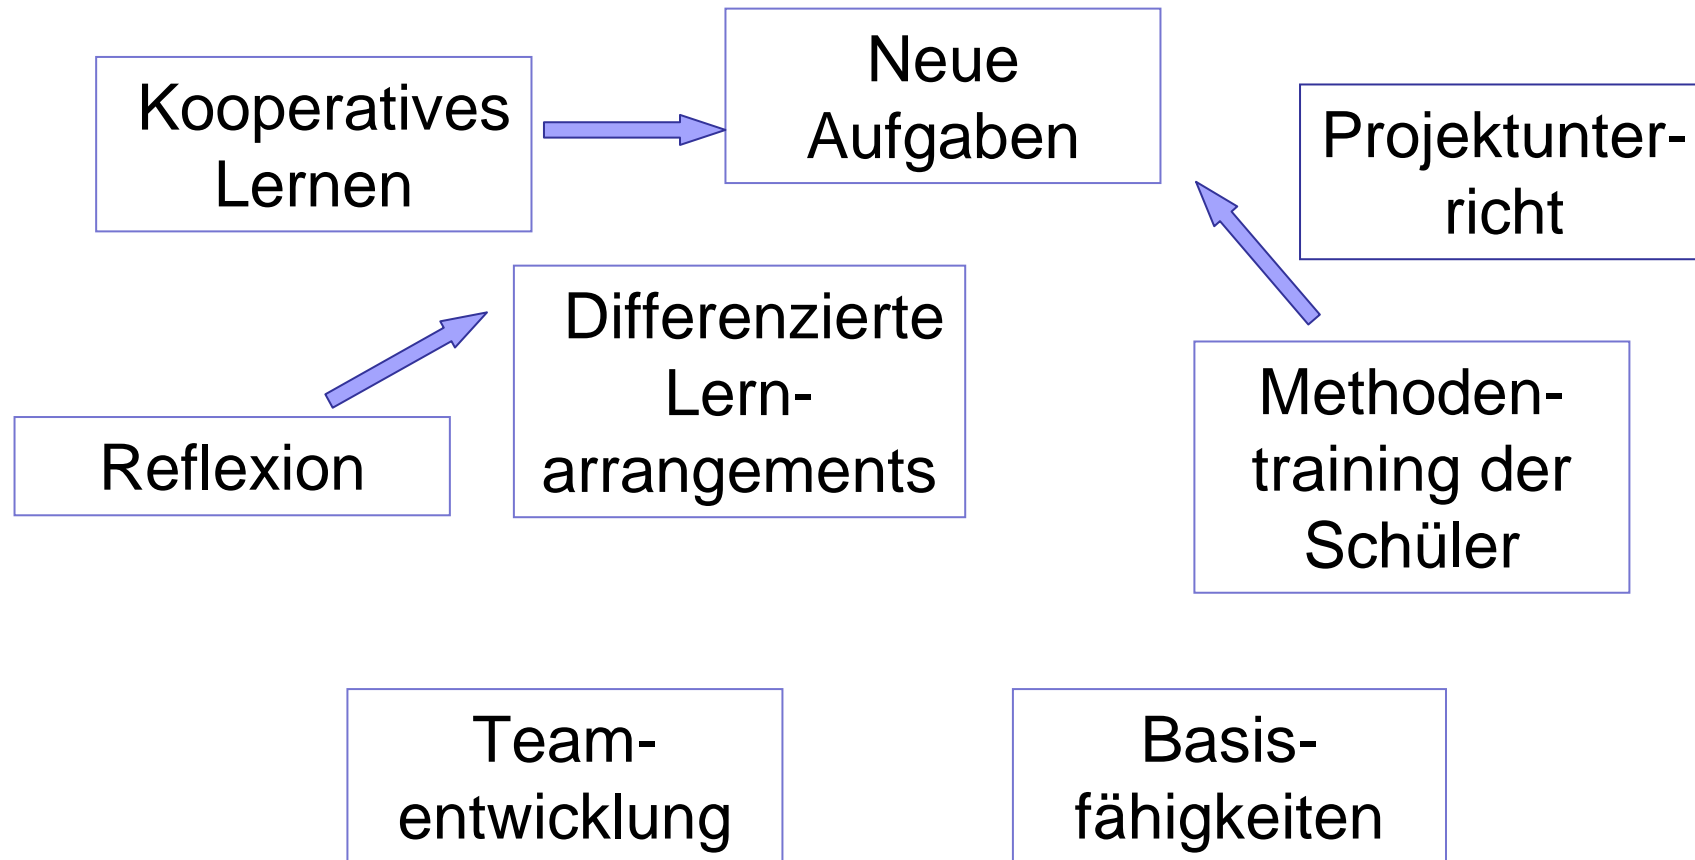 Kooperatives
Lernen
Neue
Aufgaben
Projektunter-
richt
Differenzierte
Lern-
arrangements
Reflexion
Methoden-
training der
Schüler
Team-
entwicklung
Basis-
fähigkeiten